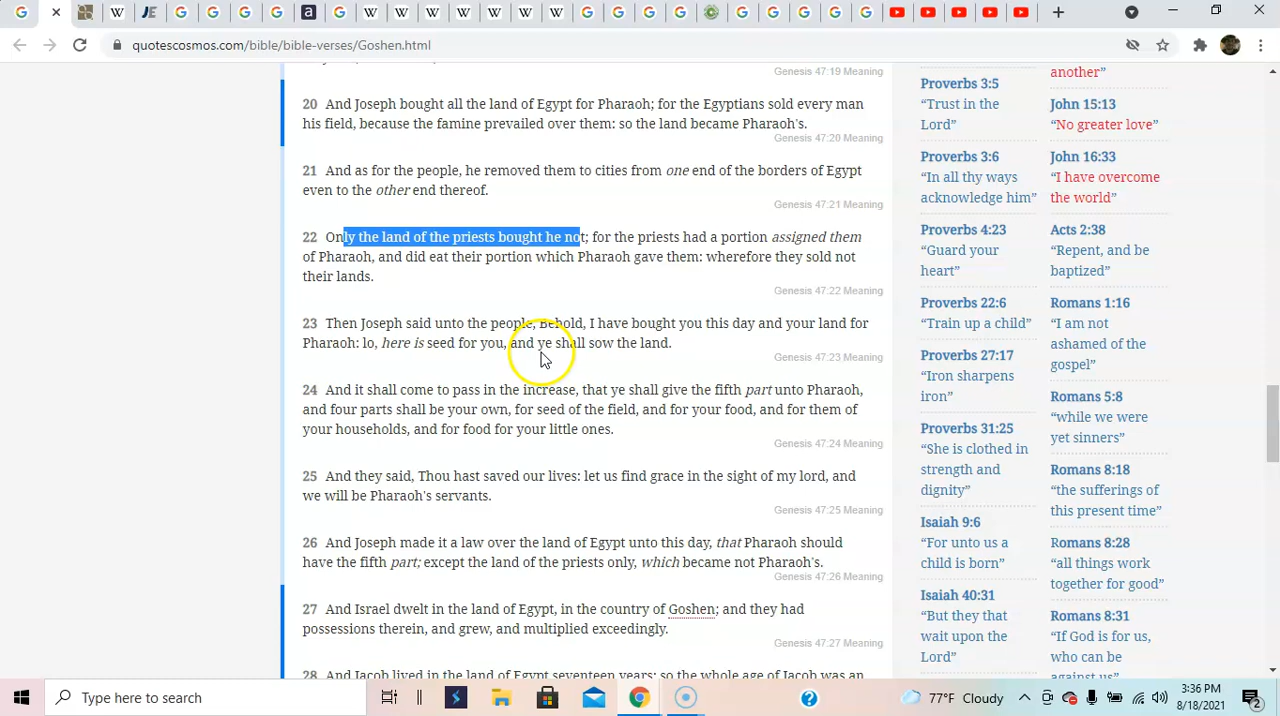 quotescosmos.com/bible/bible-verses/Goshen.html
Genesis 47:19 Meaning
20 And Joseph bought all the land of Egypt for Pharaoh; for the Egyptians sold every man
his field, because the famine prevailed over them: so the land became Pharaoh's.
Genesis 47:20 Meaning
21 And as for the people, he removed them to cities from one end of the borders of Egypt
even to the other end thereof.
Genesis 47:21 Meaning
22 Only the land of the priests bought he not; for the priests had a portion assigned them
of Pharaoh, and did eat their portion which Pharaoh gave them: wherefore they sold not
their lands.
Genesis 47:22 Meaning
23 Then Joseph said unto the people, Behold, I have bought you this day and your land for
Pharaoh: lo, here is seed for you, and ye shall sow the land.
Genesis 47:23 Meaning
24 And it shall come to pass in the increase, that ye shall give the fifth part unto Pharaoh,
and four parts shall be your own, for seed of the field, and for your food, and for them of
your households, and for food for your little ones.
Genesis 47:24 Meaning
25 And they said, Thou hast saved our lives: let us find grace in the sight of my lord, and
we will be Pharaoh's servants.
Genesis 47:25 Meaning
26 And Joseph made it a law over the land of Egypt unto this day, that Pharaoh should
have the fifth part; except the land of the priests only, which became not Pharaoh's.
Genesis 47:26 Meaning
27 And Israel dwelt in the land of Egypt, in the country of Goshen; and they had
possessions therein, and grew, and multiplied exceedingly.
Genesis 47:27 Meaning
28 And Jacob lived in the land of Egypt seventeen years: so the whole age of Jacob was an
Proverbs 3:5
“Trust in the
Lord”
Proverbs 3:6
“In all thy ways
acknowledge him”
Proverbs 4:23
“Guard your
heart”
Proverbs 22:6
“Train up a child”
Proverbs 27:17
“Iron sharpens
iron”
Proverbs 31:25
“She is clothed in
strength and
dignity”
Isaiah 9:6
“For unto us a
child is born”
Isaiah 40:31
“But they that
wait upon the
Lord”
another”
John 15:13
“No greater love”
John 16:33
“I have overcome
the world”
Acts 2:38
“Repent, and be
baptized”
Romans 1:16
“I am not
ashamed of the
gospel”
Romans 5:8
“while we were
yet sinners”
Romans 8:18
“the sufferings of
this present time”
Romans 8:28
“all things work
together for good”
Romans 8:31
“If God is for us,
who can be
against us”
Type here to search
77°F Cloudy
3:36 PM
8/18/2021
2